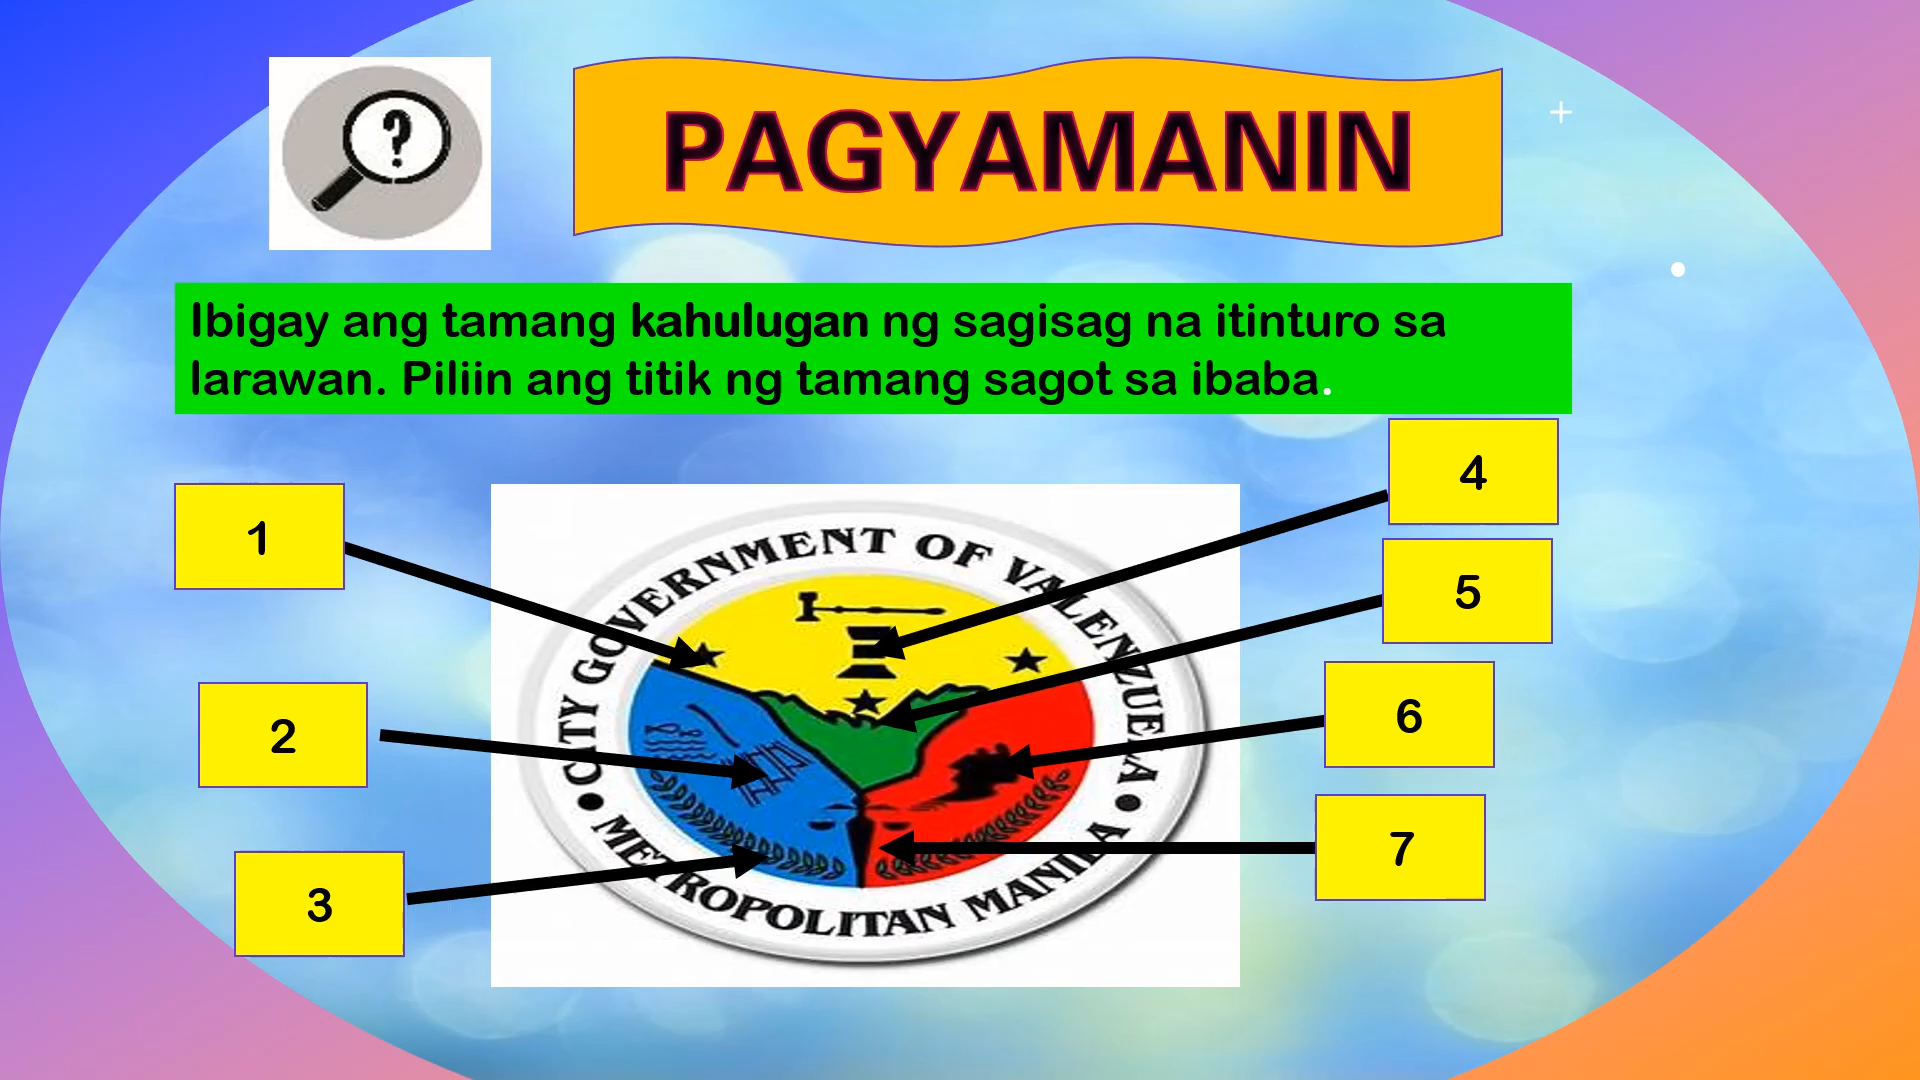 ?
PAGYAMANIN
Ibigay ang tamang kahulugan ng sagisag na itinturo sa
larawan. Piliin ang titik ng tamang sagot sa ibaba.
1
2
3
4
5
6
7
CITY GOVERNMENT OF VALENZUELA
METROPOLITAN MANILA